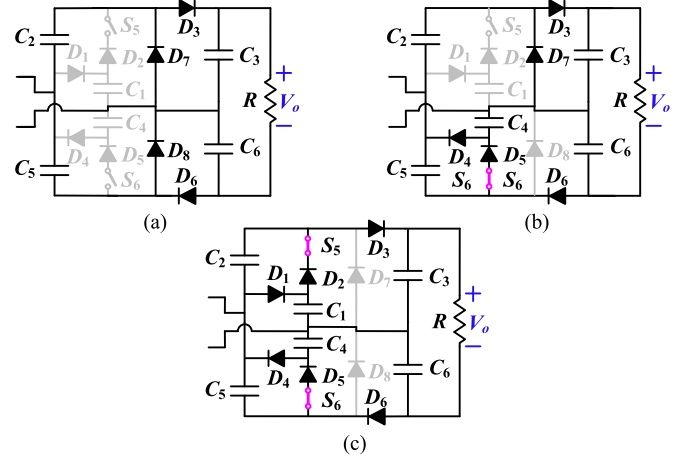 S5 D3
C2 D1 D2 D7 C3
C1 R + Vo −
C4
D4 D5 D8 C6
C5 S6 D6
(a)
S5 D3
C2 D1 D2 D7 C3
C1 R + Vo −
C4
D4 D5 D8 C6
C5 S6 S6 D6
(b)
S5 D3
C2 D1 D2 D7 C3
C1 R + Vo −
C4
D4 D5 D8 C6
C5 S6 D6
(c)